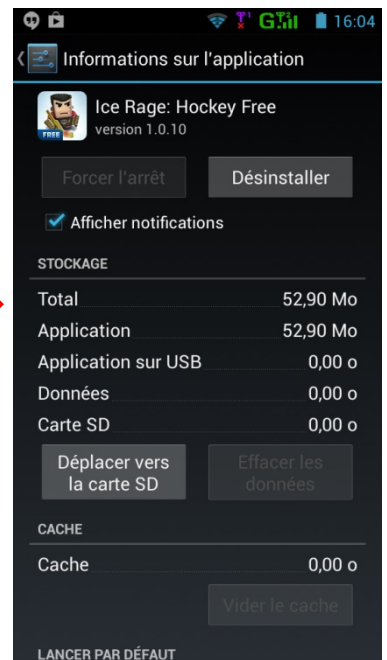 G 16:04
Informations sur l'application
FREE
Ice Rage: Hockey Free
version 1.0.10
Forcer l'arrêt Désinstaller
Afficher notifications
STOCKAGE
Total 52,90 Mo
Application 52,90 Mo
Application sur USB 0,00 o
Données 0,00 o
Carte SD 0,00 o
Déplacer vers
la carte SD
Effacer les
données
CACHE
Cache 0,00 o
Vider le cache
LANCER PAR DÉFAUT